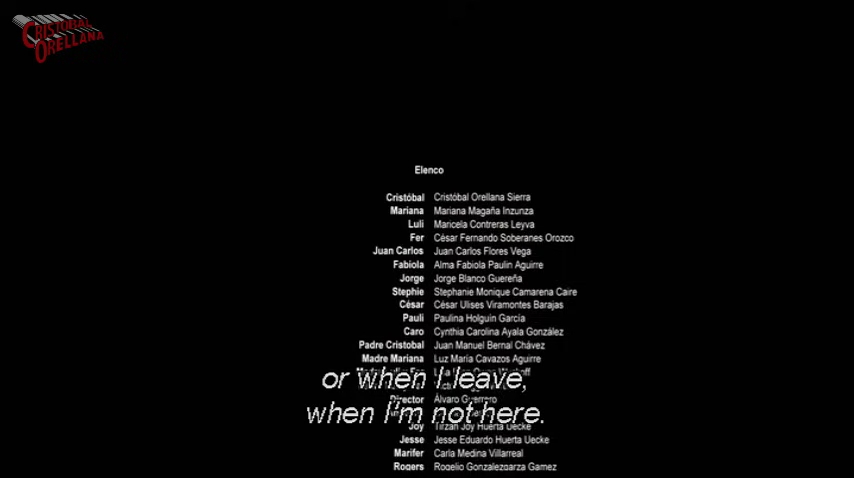 CRISTOBAL
ORELLANA
Elenco
Cristóbal Cristóbal Orellana Sierra
Mariana Mariana Magaña Inzunza
Luli Maricela Contreras Leyva
Fer César Fernando Soberanes Orozco
Juan Carlos Juan Carlos Flores Vega
Fabiola Alma Fabiola Paulin Aguirre
Jorge Jorge Blanco Guereña
Stephie Stephanie Monique Camarena Caire
César César Ulises Viramontes Barajas
Pauli Paulina Holguin García
Caro Cynthia Carolina Ayala González
Padre Cristobal Juan Manuel Bernal Chávez
Madre Mariana Luz María Cavazos Aguirre
or when I leave,
Director Álvaro Guerrero
when I'm not here.
Joy Tirzah Joy Huerta Uecke
Jesse Jesse Eduardo Huerta Uecke
Marifer Carla Medina Villarreal
Rogers Rogelio Gonzalezgarza Gamez